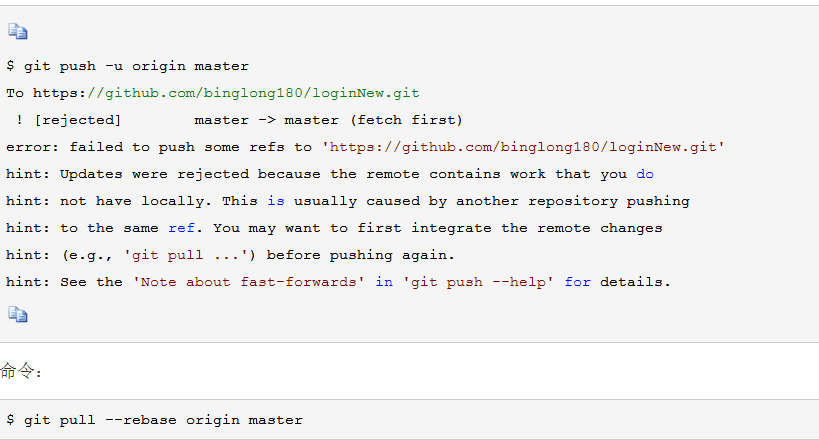 $ git push -u origin master
To https://github.com/binglong180/loginNew.git
! [rejected]        master -> master (fetch first)
error: failed to push some refs to 'https://github.com/binglong180/loginNew.git'
hint: Updates were rejected because the remote contains work that you do
hint: not have locally. This is usually caused by another repository pushing
hint: to the same ref. You may want to first integrate the remote changes
hint: (e.g., 'git pull ...') before pushing again.
hint: See the 'Note about fast-forwards' in 'git push --help' for details.
命令：
$ git pull --rebase origin master